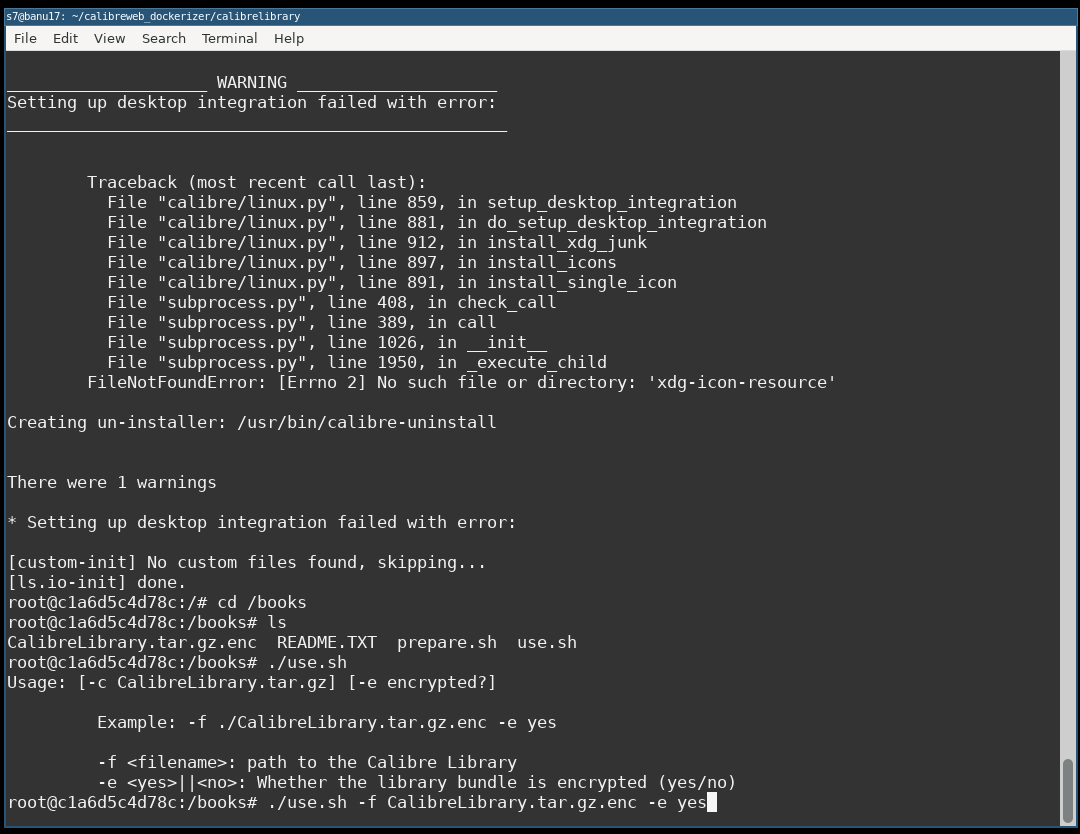 s7@banu17: ~/calibreweb_dockerizer/calibrelibrary
File Edit View Search Terminal Help
____________________ WARNING ____________________
Setting up desktop integration failed with error:
__________________________________________________
Traceback (most recent call last):
File "calibre/linux.py", line 859, in setup_desktop_integration
File "calibre/linux.py", line 881, in do_setup_desktop_integration
File "calibre/linux.py", line 912, in install_xdg_junk
File "calibre/linux.py", line 897, in install_icons
File "calibre/linux.py", line 891, in install_single_icon
File "subprocess.py", line 408, in check_call
File "subprocess.py", line 389, in call
File "subprocess.py", line 1026, in __init__
File "subprocess.py", line 1950, in _execute_child
FileNotFoundError: [Errno 2] No such file or directory: 'xdg-icon-resource'
Creating un-installer: /usr/bin/calibre-uninstall
There were 1 warnings
* Setting up desktop integration failed with error:
[custom-init] No custom files found, skipping...
[ls.io-init] done.
root@c1a6d5c4d78c:/# cd /books
root@c1a6d5c4d78c:/books# ls
CalibreLibrary.tar.gz.enc  README.TXT  prepare.sh  use.sh
root@c1a6d5c4d78c:/books# ./use.sh
Usage: [-c CalibreLibrary.tar.gz] [-e encrypted?]
Example: -f ./CalibreLibrary.tar.gz.enc -e yes
-f <filename>: path to the Calibre Library
-e <yes>||<no>: Whether the library bundle is encrypted (yes/no)
root@c1a6d5c4d78c:/books# ./use.sh -f CalibreLibrary.tar.gz.enc -e yes